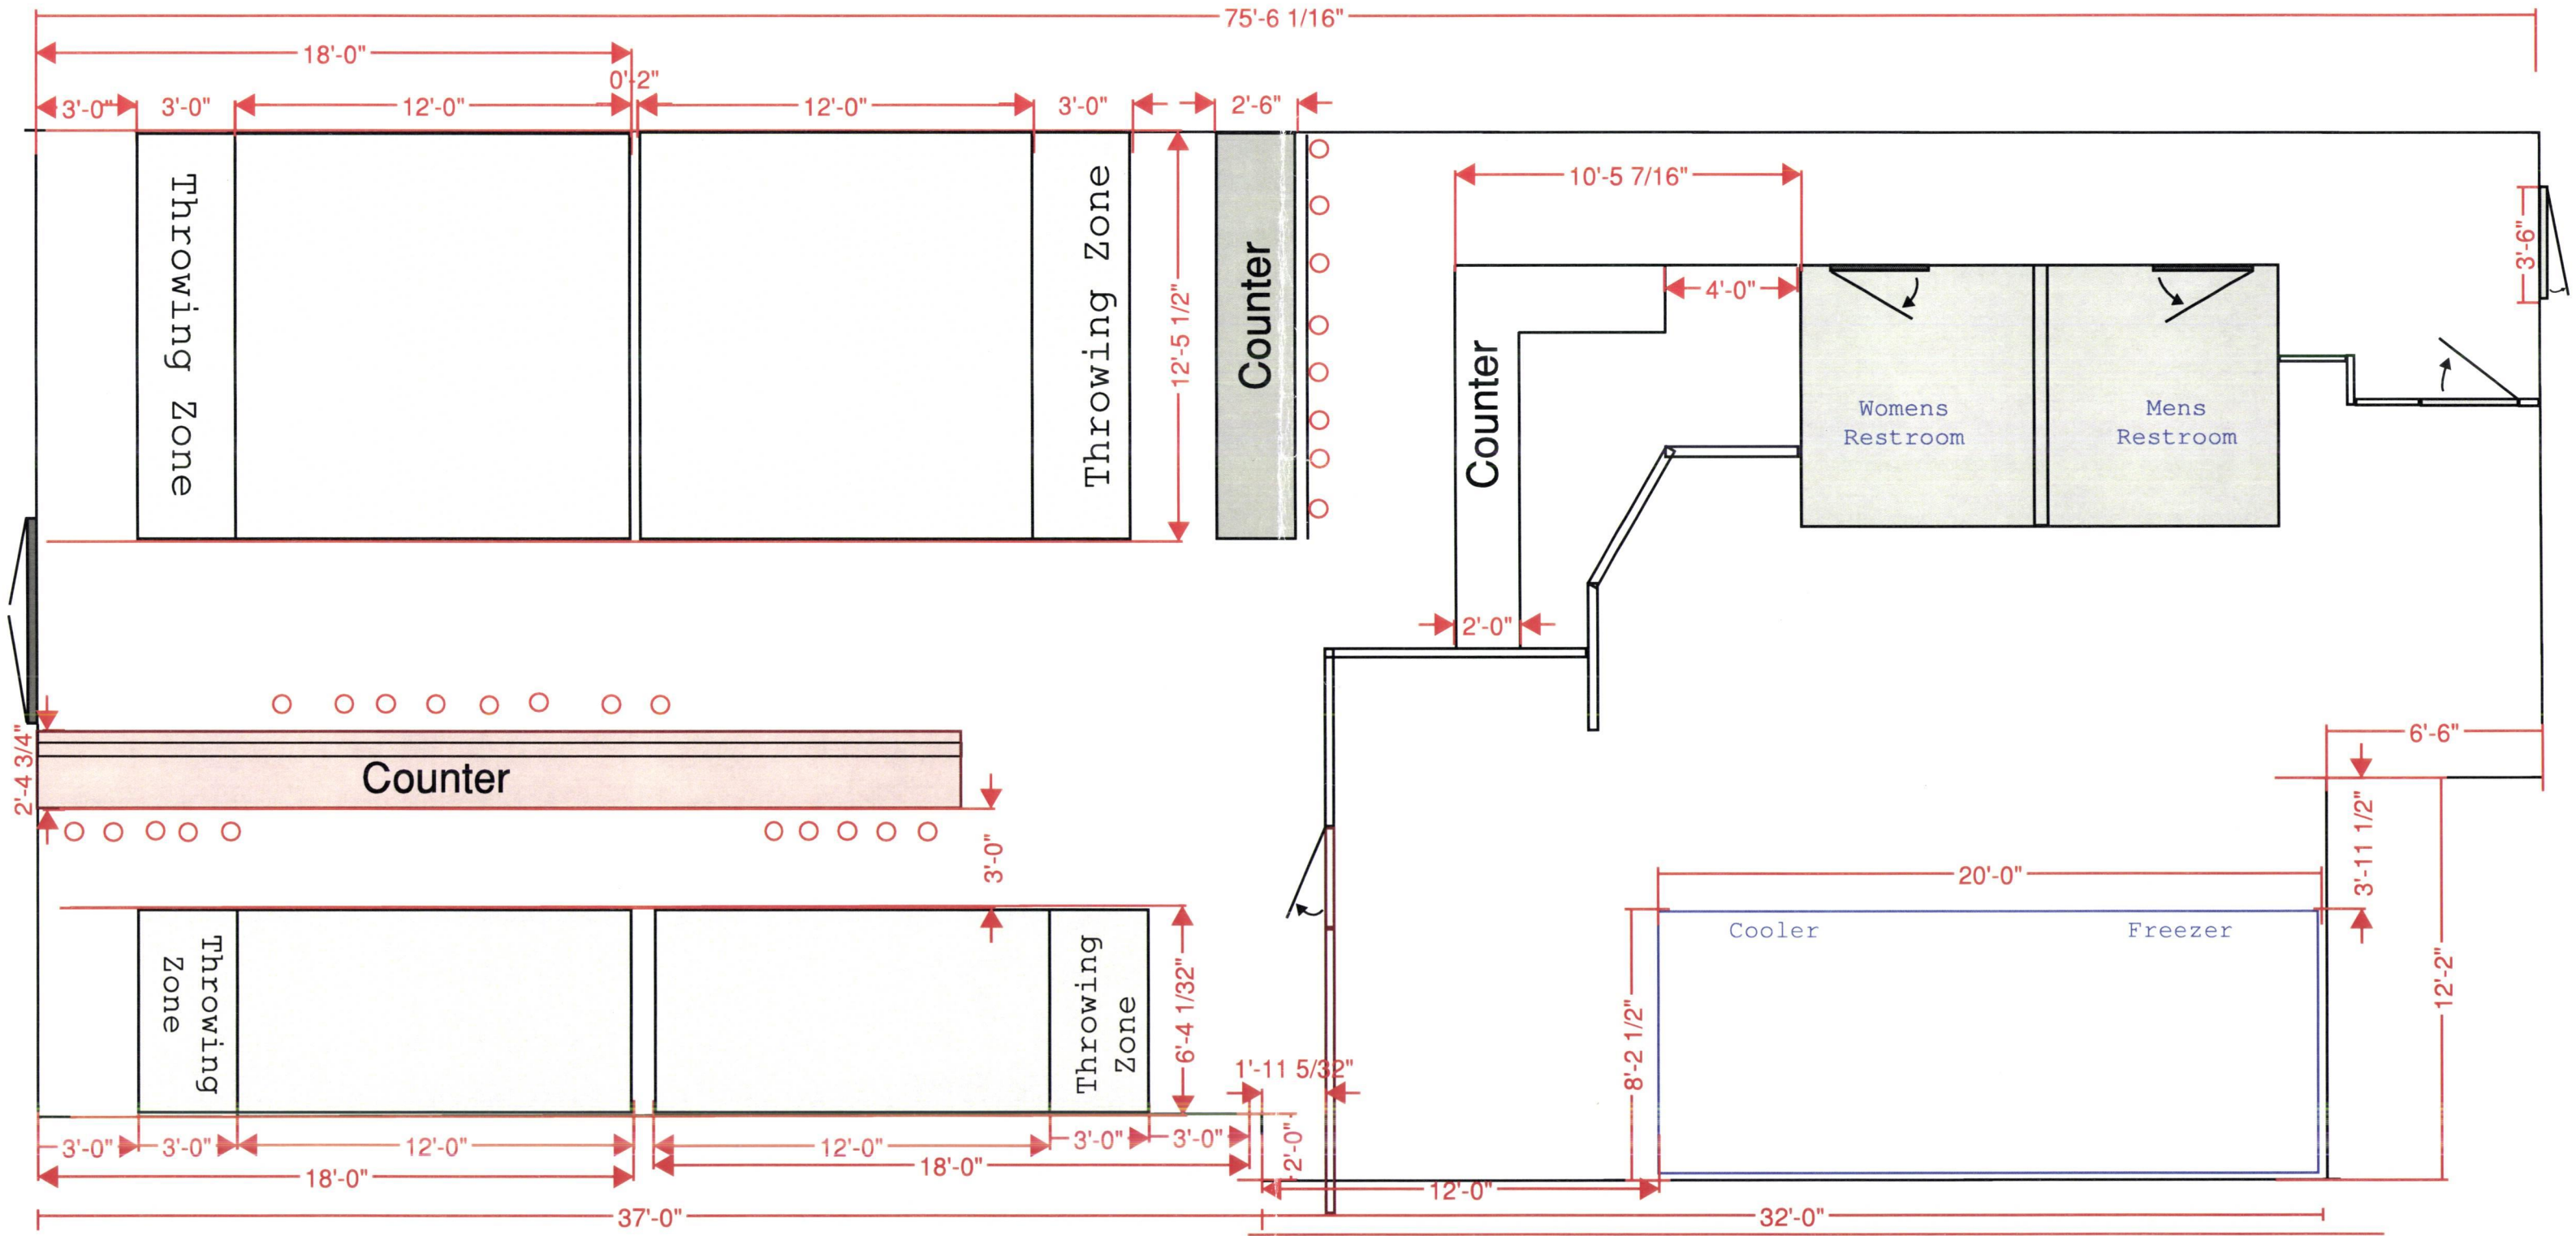 75'-6 1/16"
18'-0"
0'-2"
3'-0"
3'-0"
12'-0"
12'-0"
3'-0"
2'-6"
Throwing Zone
Throwing Zone
12'-5 1/2"
Counter
10'-5 7/16"
4'-0"
3'-6"
Counter
Womens
Restroom
Mens
Restroom
2'-0"
2'-4 3/4"
Counter
3'-0"
6'-6"
3'-11 1/2"
20'-0"
Cooler
Freezer
12'-2"
8'-2 1/2"
Throwing
Zone
Throwing
Zone
6'-4 1/32"
1'-11 5/32"
2'-0"
3'-0"
3'-0"
12'-0"
12'-0"
3'-0"
3'-0"
18'-0"
18'-0"
12'-0"
37'-0"
32'-0"